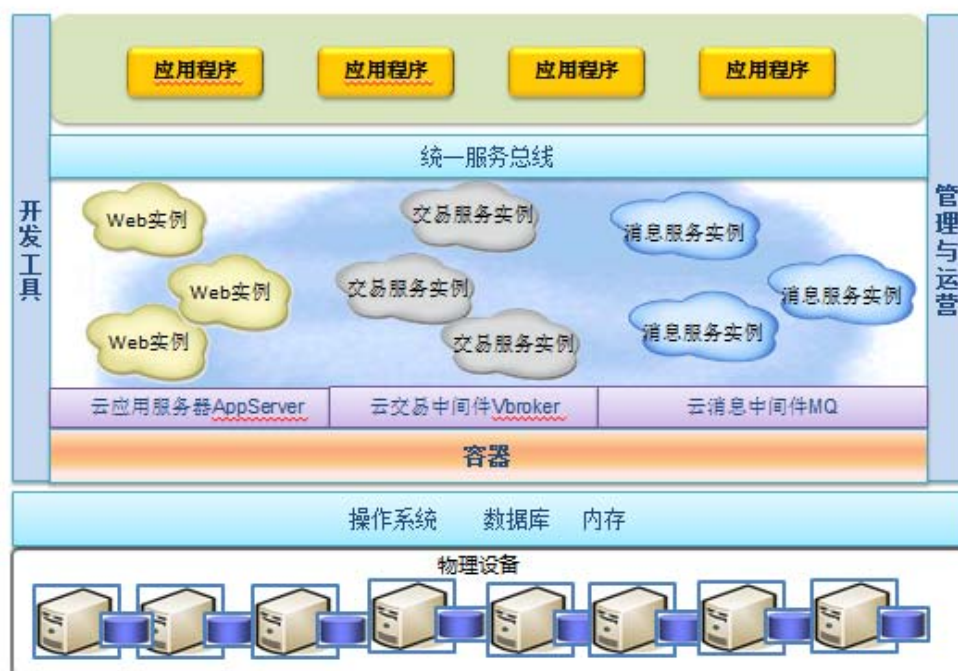 应用程序 应用程序 应用程序 应用程序
统一服务总线
开发工具
管理与运营
Web实例 交易服务实例 消息服务实例
Web实例 交易服务实例 消息服务实例
Web实例 交易服务实例 消息服务实例
云应用服务器AppServer 云交易中间件Vbroker 云消息中间件MQ
容器
操作系统 数据库 内存
物理设备